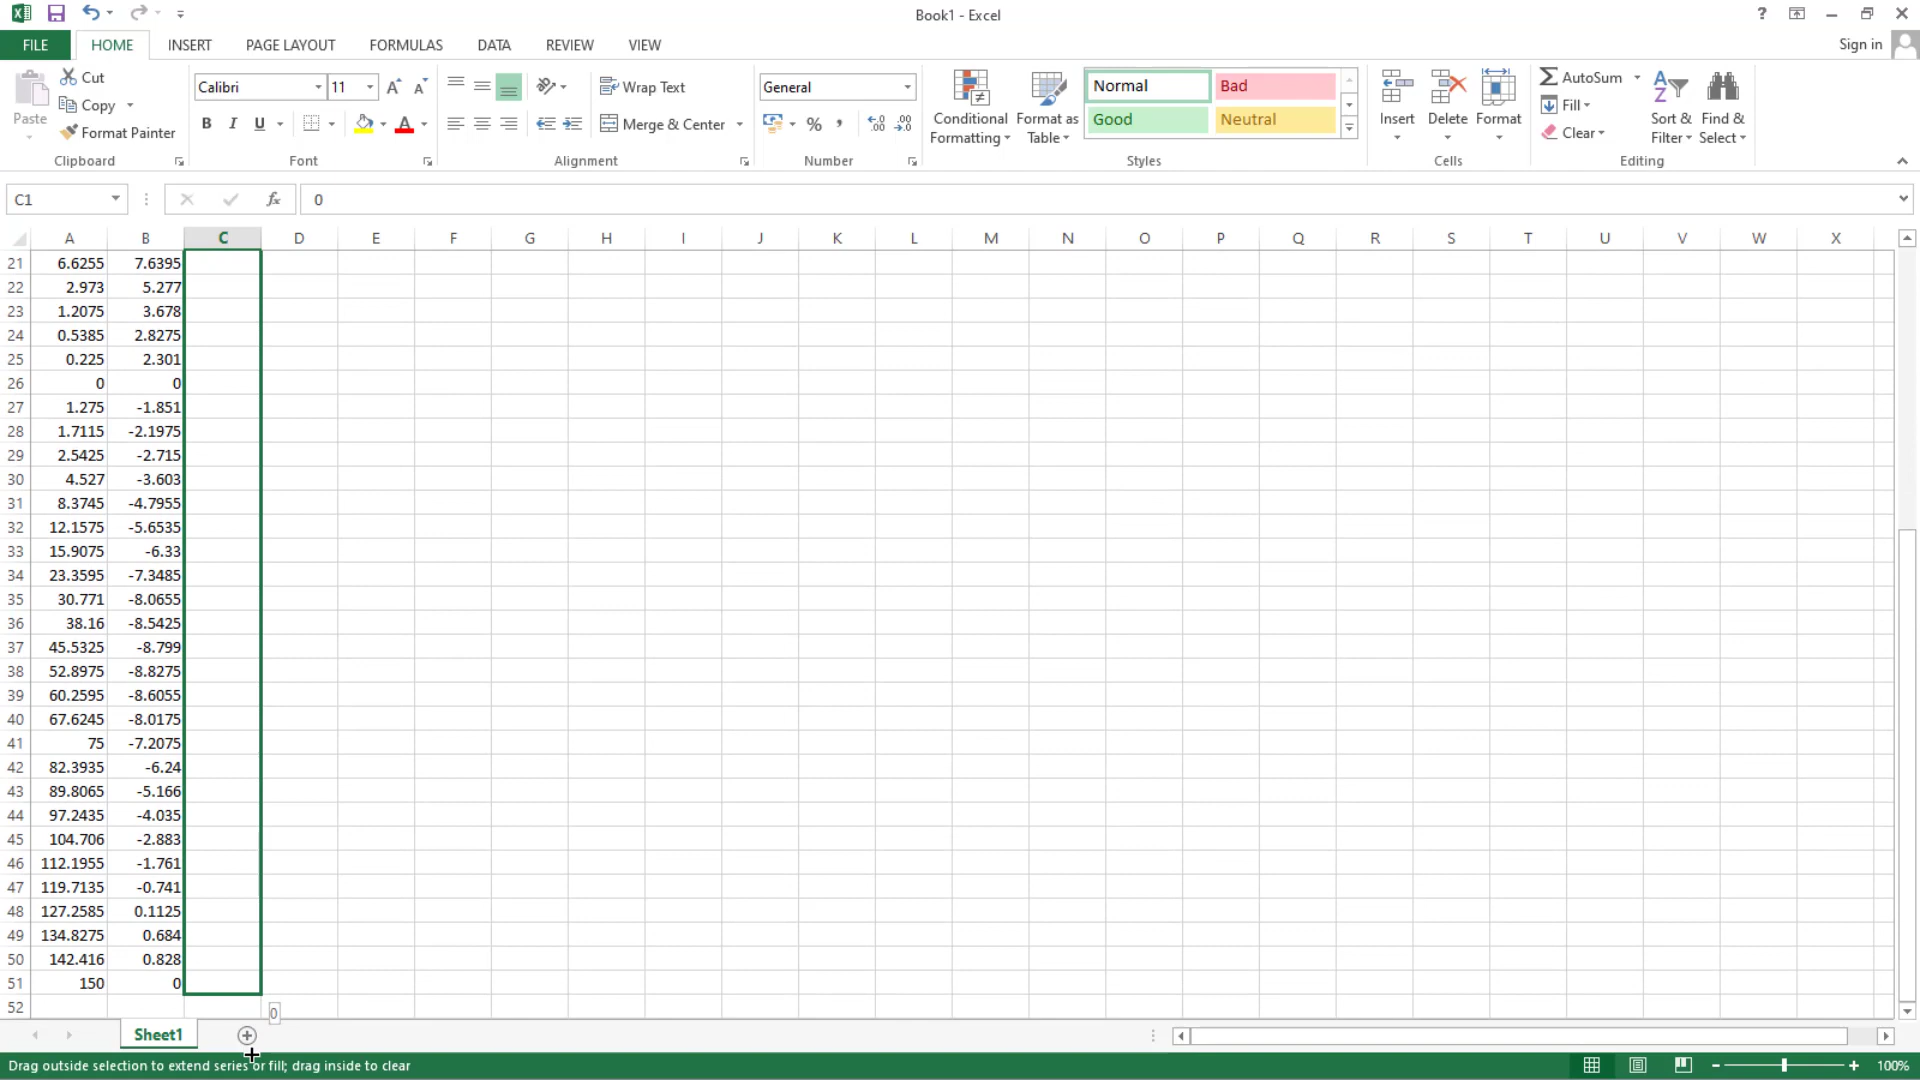 Book1 - Excel
?
Sign in
FILE HOME INSERT PAGE LAYOUT FORMULAS DATA REVIEW VIEW
Paste
Cut
Copy
Format Painter
Clipboard
Calibri 11
B I U
Font
Wrap Text
Merge & Center
Alignment
General
%
Number
Conditional Formatting
Format as Table
Normal Bad
Good Neutral
Styles
Insert Delete Format
Cells
AutoSum
Fill
Clear
Sort & Filter
Find & Select
Editing
C1 fx 0
A B C D E F G H I J K L M N O P Q R S T U V W X
21 6.6255 7.6395
22 2.973 5.277
23 1.2075 3.678
24 0.5385 2.8275
25 0.225 2.301
26 0 0
27 1.275 -1.851
28 1.7115 -2.1975
29 2.5425 -2.715
30 4.527 -3.603
31 8.3745 -4.7955
32 12.1575 -5.6535
33 15.9075 -6.33
34 23.3595 -7.3485
35 30.771 -8.0655
36 38.16 -8.5425
37 45.5325 -8.799
38 52.8975 -8.8275
39 60.2595 -8.6055
40 67.6245 -8.0175
41 75 -7.2075
42 82.3935 -6.24
43 89.8065 -5.166
44 97.2435 -4.035
45 104.706 -2.883
46 112.1955 -1.761
47 119.7135 -0.741
48 127.2585 0.1125
49 134.8275 0.684
50 142.416 0.828
51 150 0
52
0
Sheet1
Drag outside selection to extend series or fill; drag inside to clear
100%